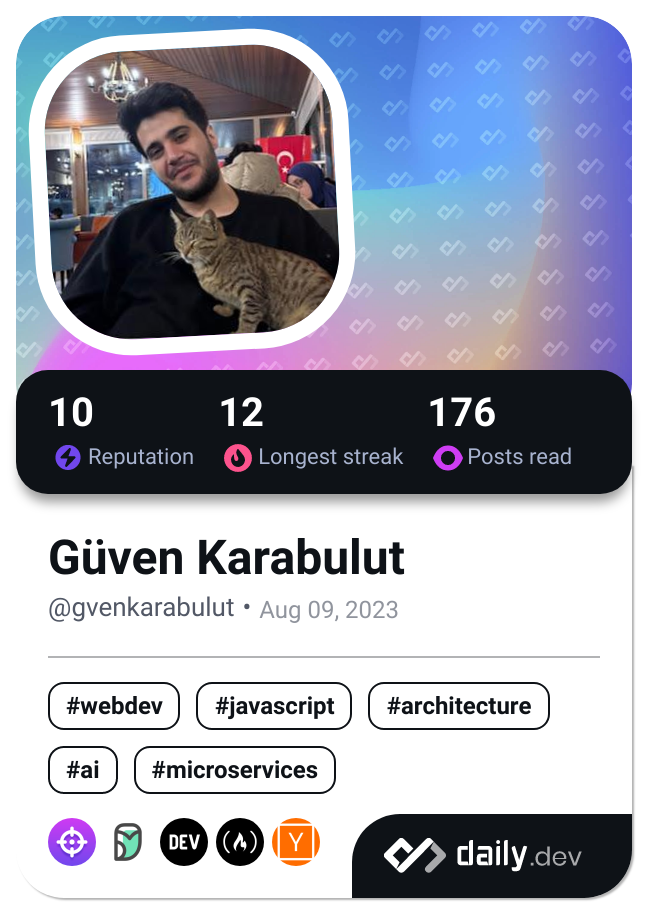 10 12 176
Reputation Longest streak Posts read
Güven Karabulut
@gvenkarabulut • Aug 09, 2023
#webdev #javascript #architecture
#ai #microservices
DEV Y daily.dev